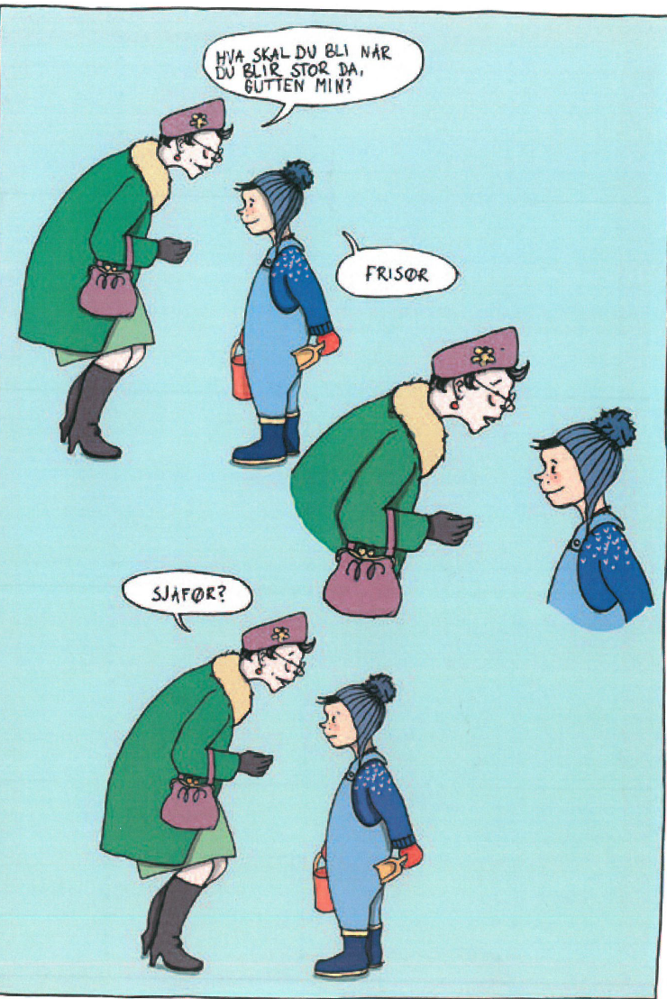 HVA SKAL DU BLI NÅR
DU BLIR STOR DA,
GUTTEN MIN?
FRISØR
SJÅFØR?